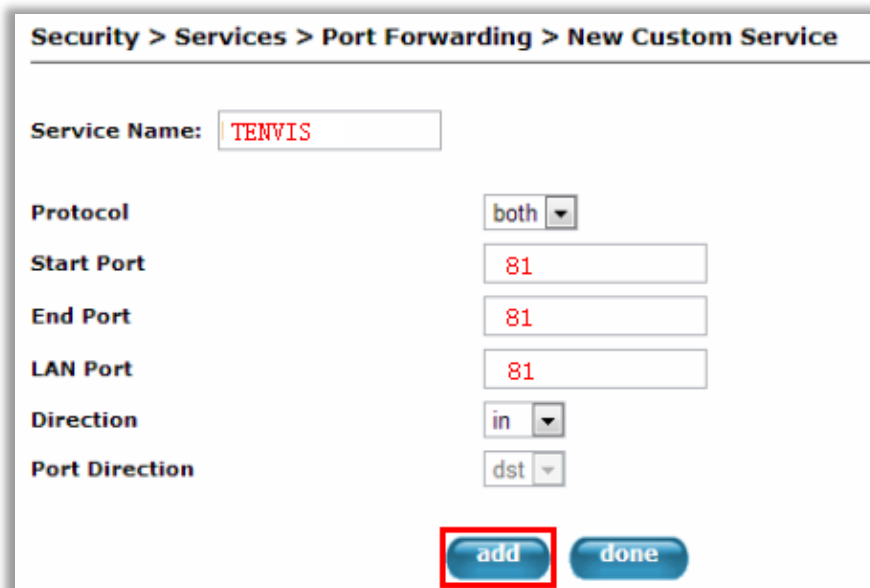 Security > Services > Port Forwarding > New Custom Service
Service Name: TENVIS
Protocol both
Start Port 81
End Port 81
LAN Port 81
Direction in
Port Direction dst
add done